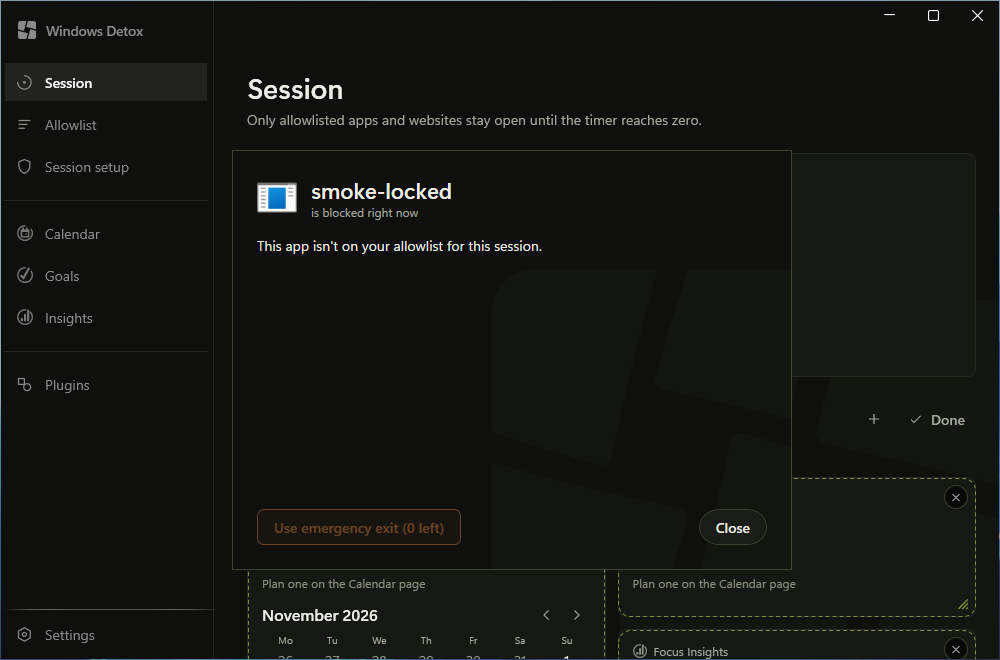 Windows Detox
Session
Allowlist
Session setup
Calendar
Goals
Insights
Plugins
Settings
Session
Only allowlisted apps and websites stay open until the timer reaches zero.
smoke-locked
is blocked right now
This app isn't on your allowlist for this session.
Use emergency exit (0 left)
Close
Done
Plan one on the Calendar page
November 2026
Mo Tu We Th Fr Sa Su
Plan one on the Calendar page
Focus Insights